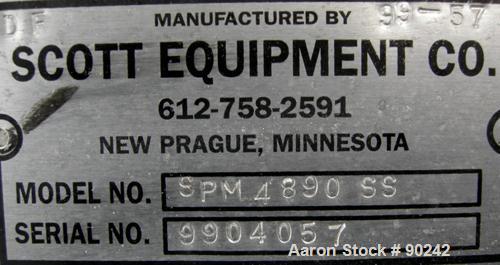 DF
MANUFACTURED BY 99-57
SCOTT EQUIPMENT CO.
612-758-2591
NEW PRAGUE, MINNESOTA
MODEL NO. SPM 4890 SS
SERIAL NO. 9904057
Aaron Stock # 90242